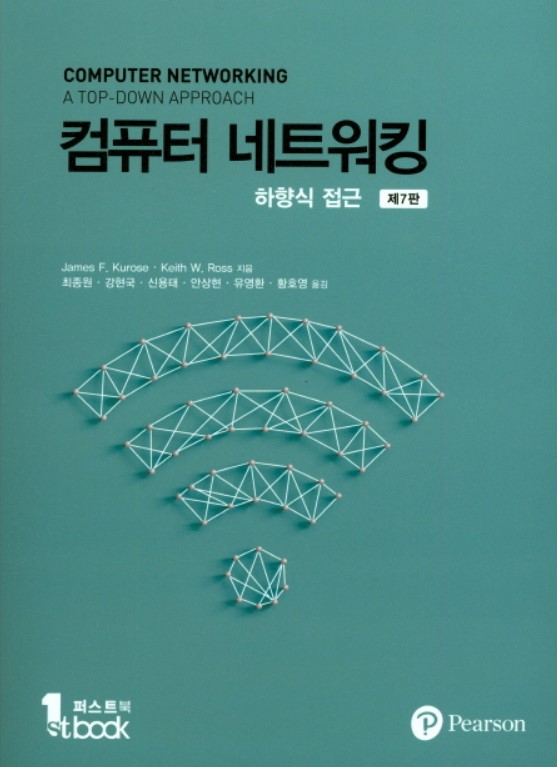 COMPUTER NETWORKING
A TOP-DOWN APPROACH
컴퓨터 네트워킹
하향식 접근 제7판
James F. Kurose · Keith W. Ross 지음
최종원 · 강현국 · 신용태 · 안상현 · 유영환 · 황호영 옮김
1st book 퍼스트북
Pearson